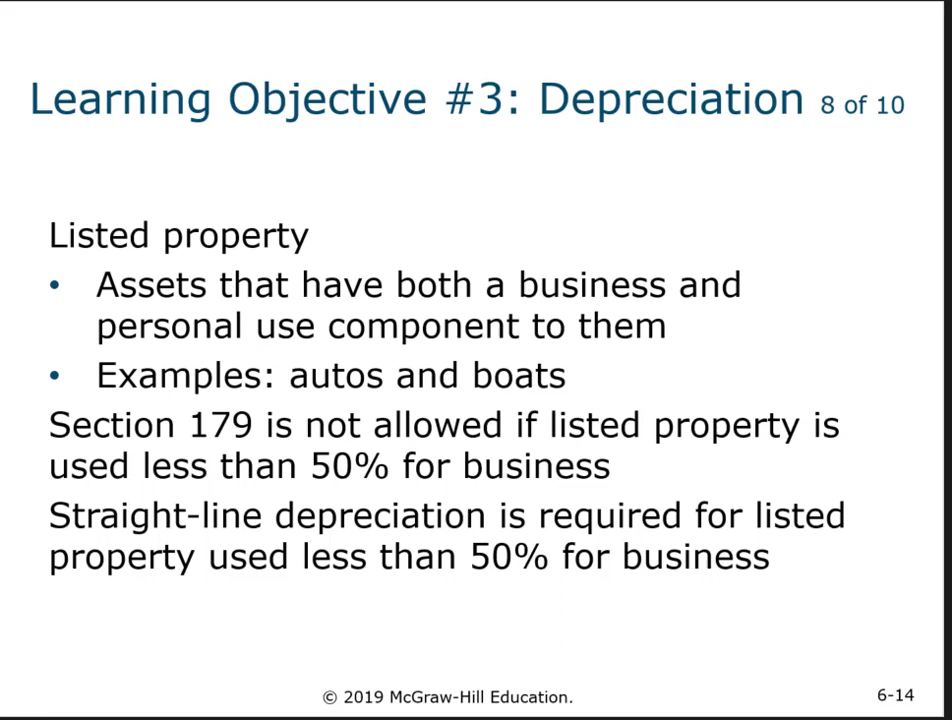 Learning Objective #3: Depreciation 8 of 10
Listed property
• Assets that have both a business and
personal use component to them
• Examples: autos and boats
Section 179 is not allowed if listed property is
used less than 50% for business
Straight-line depreciation is required for listed
property used less than 50% for business
© 2019 McGraw-Hill Education.
6-14